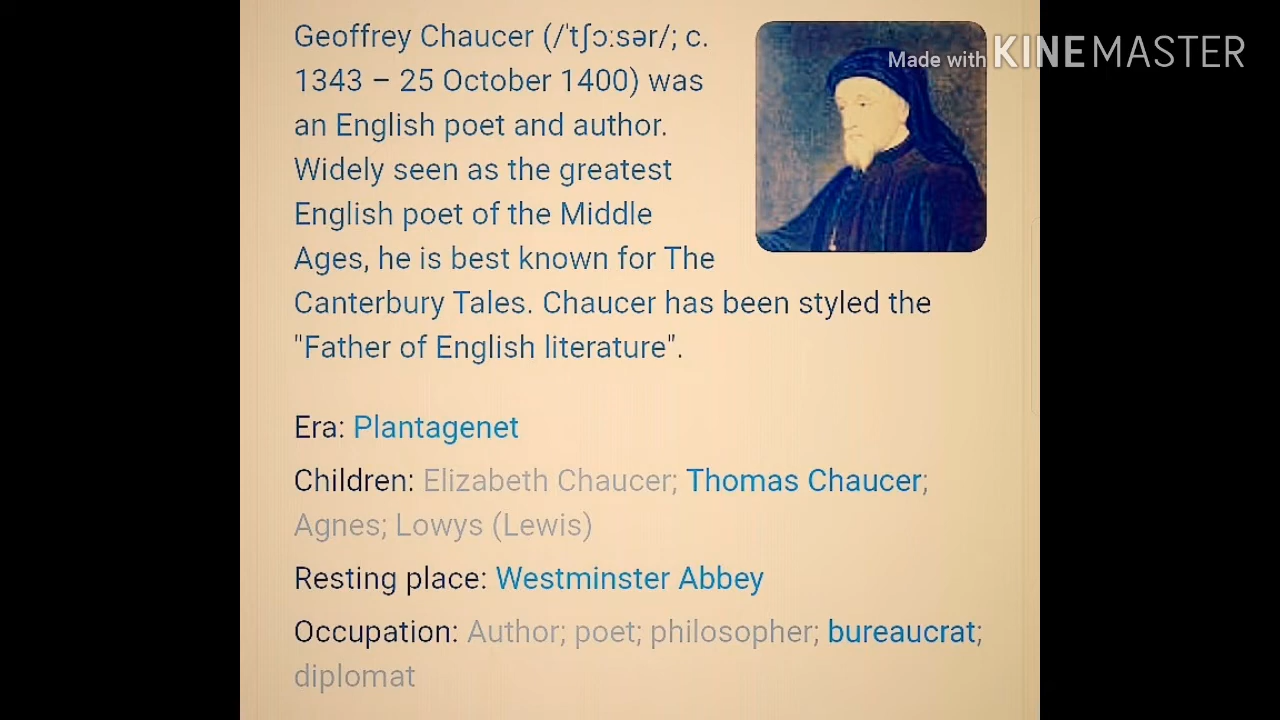 Geoffrey Chaucer (/ˈtʃɔːsər/; c.
1343 – 25 October 1400) was
an English poet and author.
Widely seen as the greatest
English poet of the Middle
Ages, he is best known for The
Canterbury Tales. Chaucer has been styled the
"Father of English literature".
Era: Plantagenet
Children: Elizabeth Chaucer; Thomas Chaucer;
Agnes; Lowys (Lewis)
Resting place: Westminster Abbey
Occupation: Author; poet; philosopher; bureaucrat;
diplomat
Made with KINEMASTER